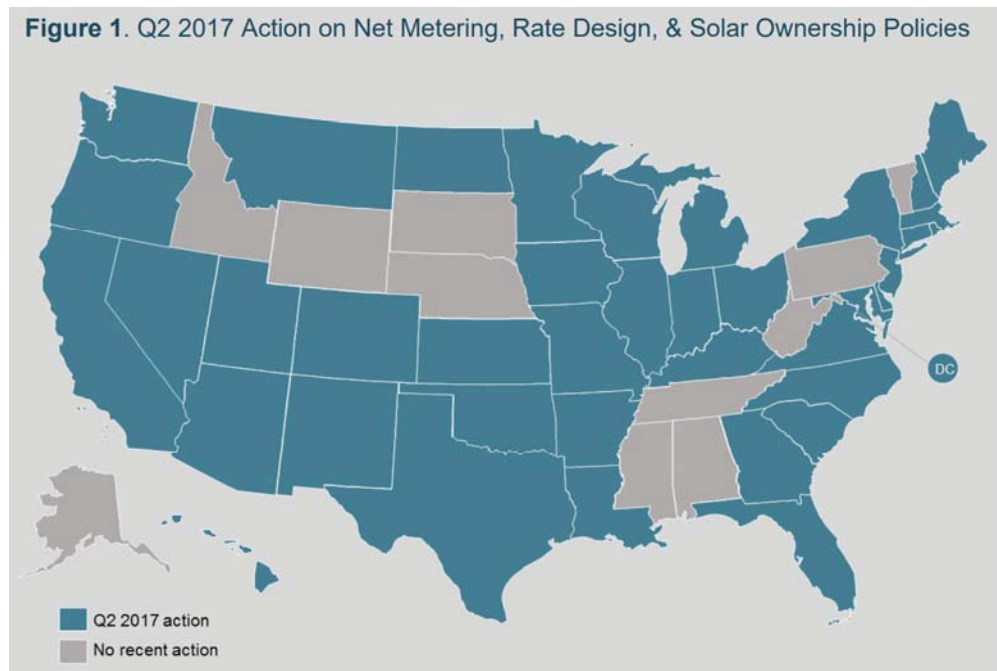 Figure 1. Q2 2017 Action on Net Metering, Rate Design, & Solar Ownership Policies
DC
Q2 2017 action
No recent action